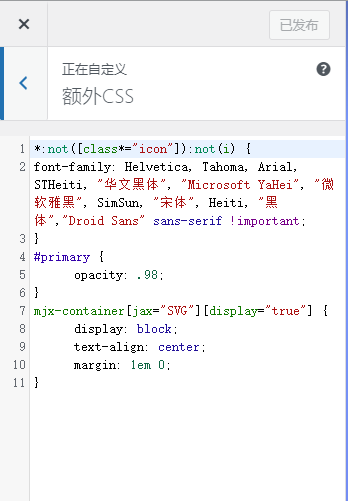 已发布
正在自定义
额外CSS
1 *:not([class*="icon"]):not(i) {
2 font-family: Helvetica, Tahoma, Arial,
STHeiti, "华文黑体", "Microsoft YaHei", "微
软雅黑", SimSun, "宋体", Heiti, "黑
体","Droid Sans" sans-serif !important;
3 }
4 #primary {
5 opacity: .98;
6 }
7 mjx-container[jax="SVG"][display="true"] {
8 display: block;
9 text-align: center;
10 margin: 1em 0;
11 }